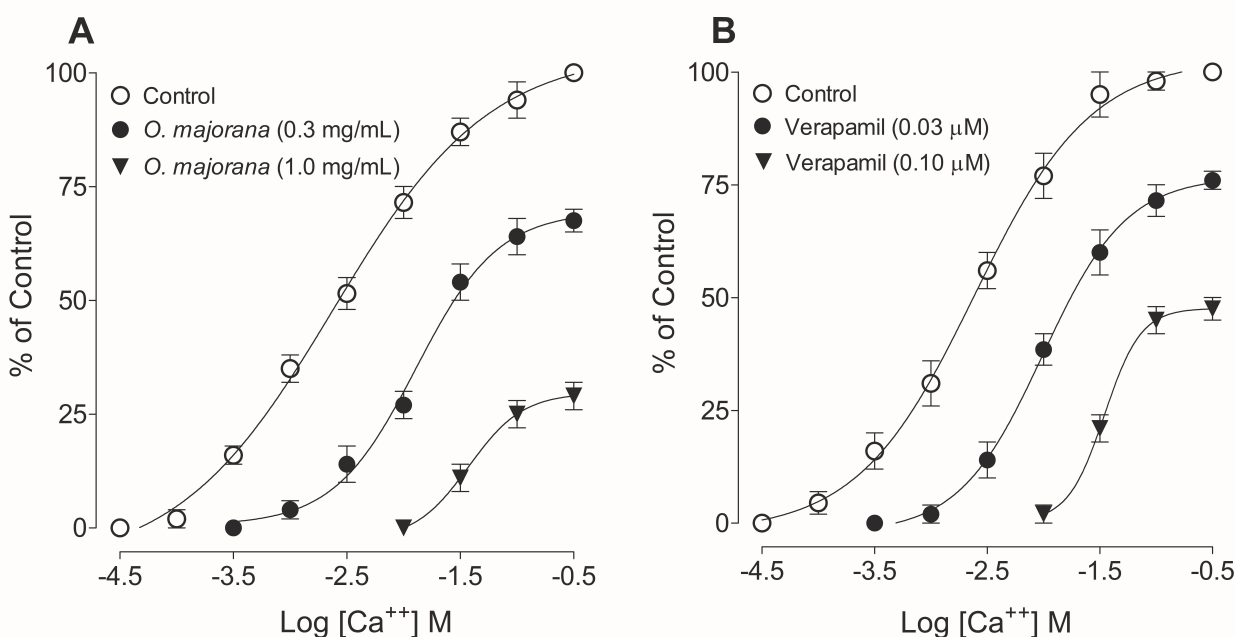 A
100
75
50
25
0
% of Control
Control
O. majorana (0.3 mg/mL)
O. majorana (1.0 mg/mL)
-4.5 -3.5 -2.5 -1.5 -0.5
Log [Ca++] M
B
100
75
50
25
0
% of Control
Control
Verapamil (0.03 μM)
Verapamil (0.10 μM)
-4.5 -3.5 -2.5 -1.5 -0.5
Log [Ca++] M